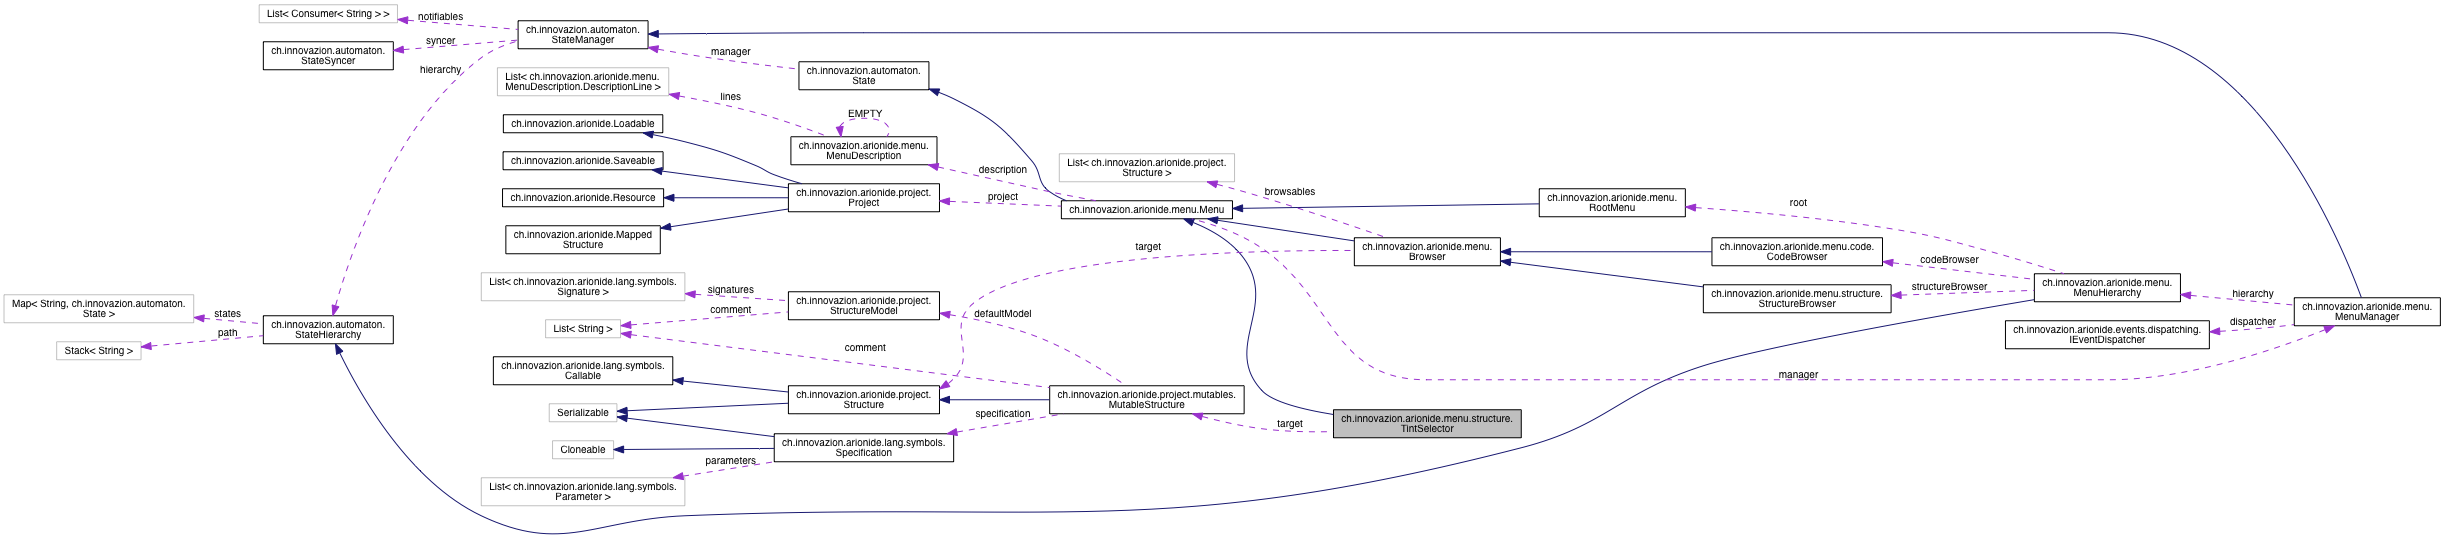 List< Consumer< String > >
notifiables
ch.innovazion.automaton.
StateManager
syncer
ch.innovazion.automaton.
StateSyncer
manager
hierarchy
ch.innovazion.automaton.
State
List< ch.innovazion.arionide.menu.
MenuDescription.DescriptionLine >
lines
EMPTY
ch.innovazion.arionide.Loadable
ch.innovazion.arionide.menu.
MenuDescription
ch.innovazion.arionide.Saveable
List< ch.innovazion.arionide.project.
Structure >
description
browsables
ch.innovazion.arionide.Resource
ch.innovazion.arionide.project.
Project
project
ch.innovazion.arionide.menu.Menu
ch.innovazion.arionide.menu.
RootMenu
root
ch.innovazion.arionide.Mapped
Structure
target
ch.innovazion.arionide.menu.
Browser
ch.innovazion.arionide.menu.code.
CodeBrowser
codeBrowser
List< ch.innovazion.arionide.lang.symbols.
Signature >
signatures
comment
ch.innovazion.arionide.project.
StructureModel
ch.innovazion.arionide.menu.structure.
StructureBrowser
structureBrowser
ch.innovazion.arionide.menu.
MenuHierarchy
hierarchy
ch.innovazion.arionide.menu.
MenuManager
dispatcher
ch.innovazion.arionide.events.dispatching.
IEventDispatcher
Map< String, ch.innovazion.automaton.
State >
states
path
Stack< String >
ch.innovazion.automaton.
StateHierarchy
List< String >
defaultModel
comment
manager
ch.innovazion.arionide.lang.symbols.
Callable
ch.innovazion.arionide.project.
Structure
ch.innovazion.arionide.project.mutables.
MutableStructure
Serializable
specification
target
ch.innovazion.arionide.menu.structure.
TintSelector
Cloneable
ch.innovazion.arionide.lang.symbols.
Specification
parameters
List< ch.innovazion.arionide.lang.symbols.
Parameter >